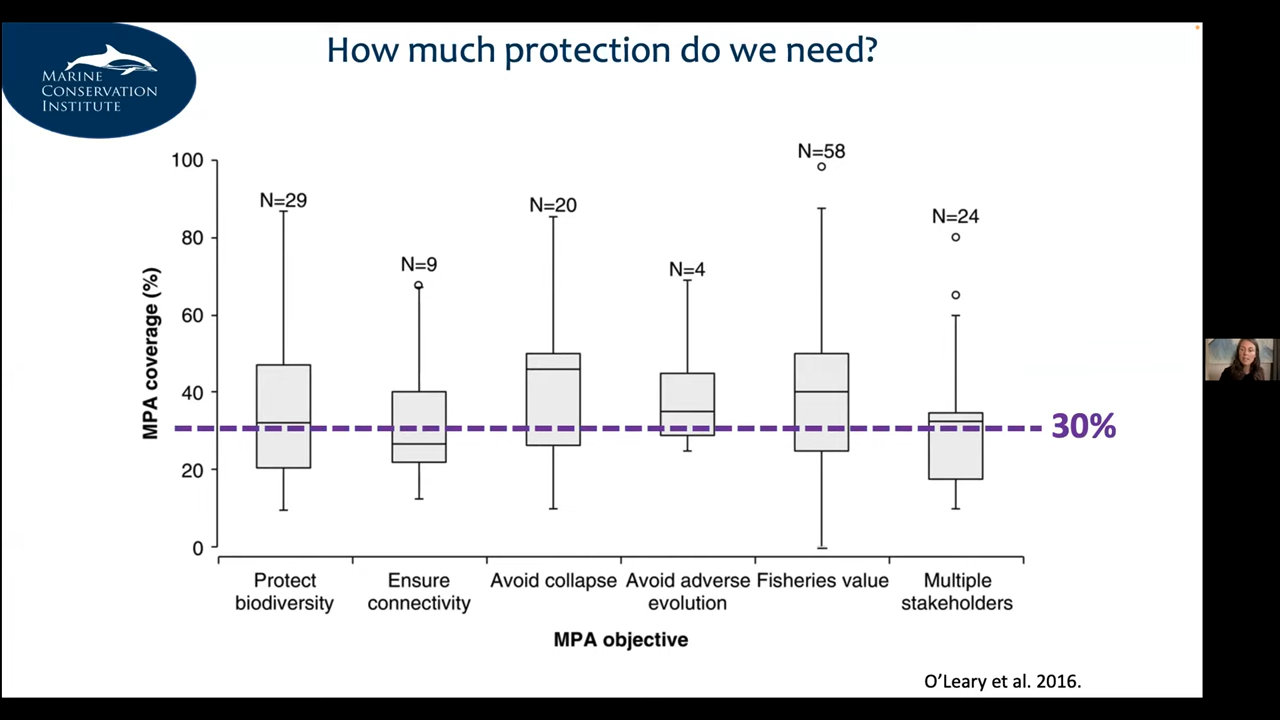 How much protection do we need?
MARINE
CONSERVATION
INSTITUTE
N=58
100
N=29
N=20
N=24
80
N=9
N=4
60
MPA coverage (%)
40
30%
20
0
Protect biodiversity
Ensure connectivity
Avoid collapse
Avoid adverse evolution
Fisheries value
Multiple stakeholders
MPA objective
O'Leary et al. 2016.